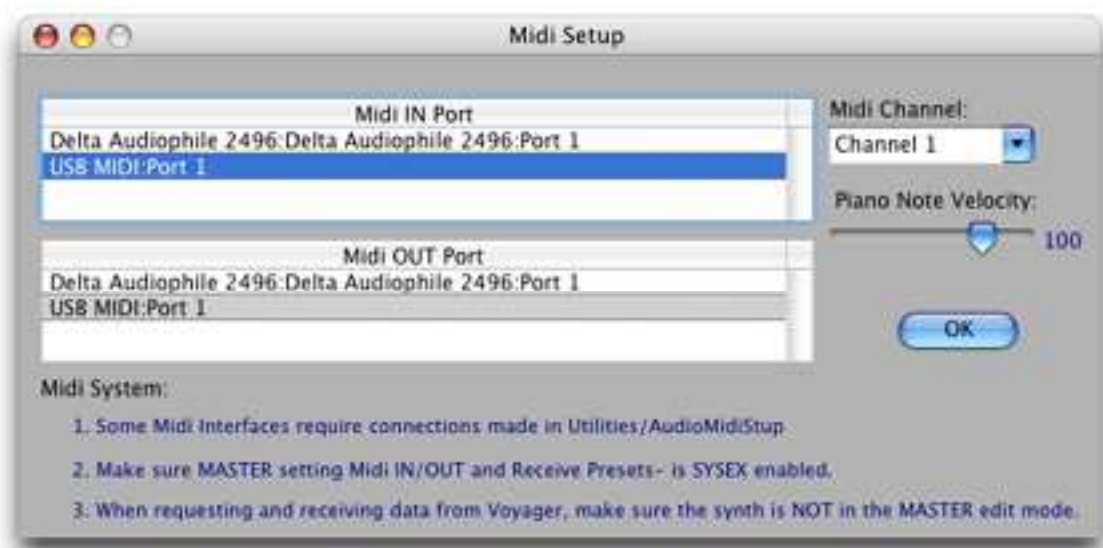 Midi Setup
Midi IN Port
Delta Audiophile 2496:Delta Audiophile 2496:Port 1
USB MIDI:Port 1
Midi Channel:
Channel 1
Piano Note Velocity:
100
Midi OUT Port
Delta Audiophile 2496:Delta Audiophile 2496:Port 1
USB MIDI:Port 1
OK
Midi System:
1. Some Midi Interfaces require connections made in Utilities/AudioMidiStup
2. Make sure MASTER setting Midi IN/OUT and Receive Presets- is SYSEX enabled.
3. When requesting and receiving data from Voyager, make sure the synth is NOT in the MASTER edit mode.